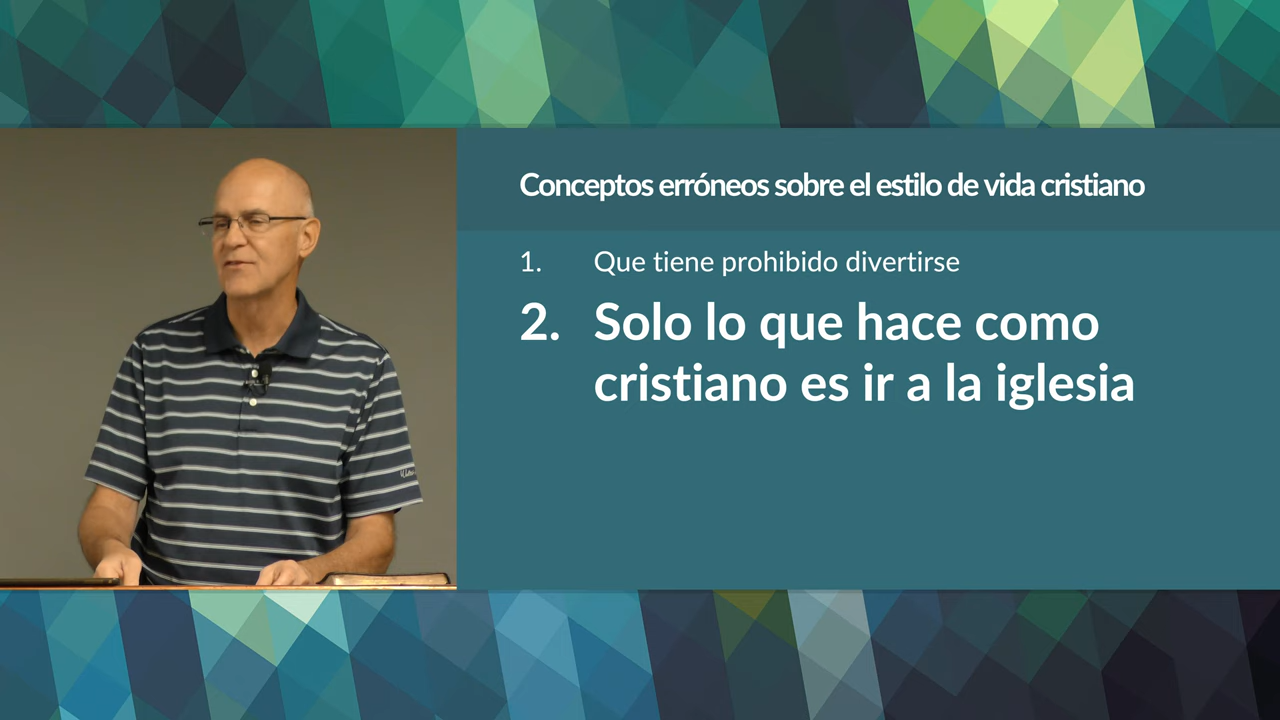 Conceptos erróneos sobre el estilo de vida cristiano
1. Que tiene prohibido divertirse
2. Solo lo que hace como
cristiano es ir a la iglesia